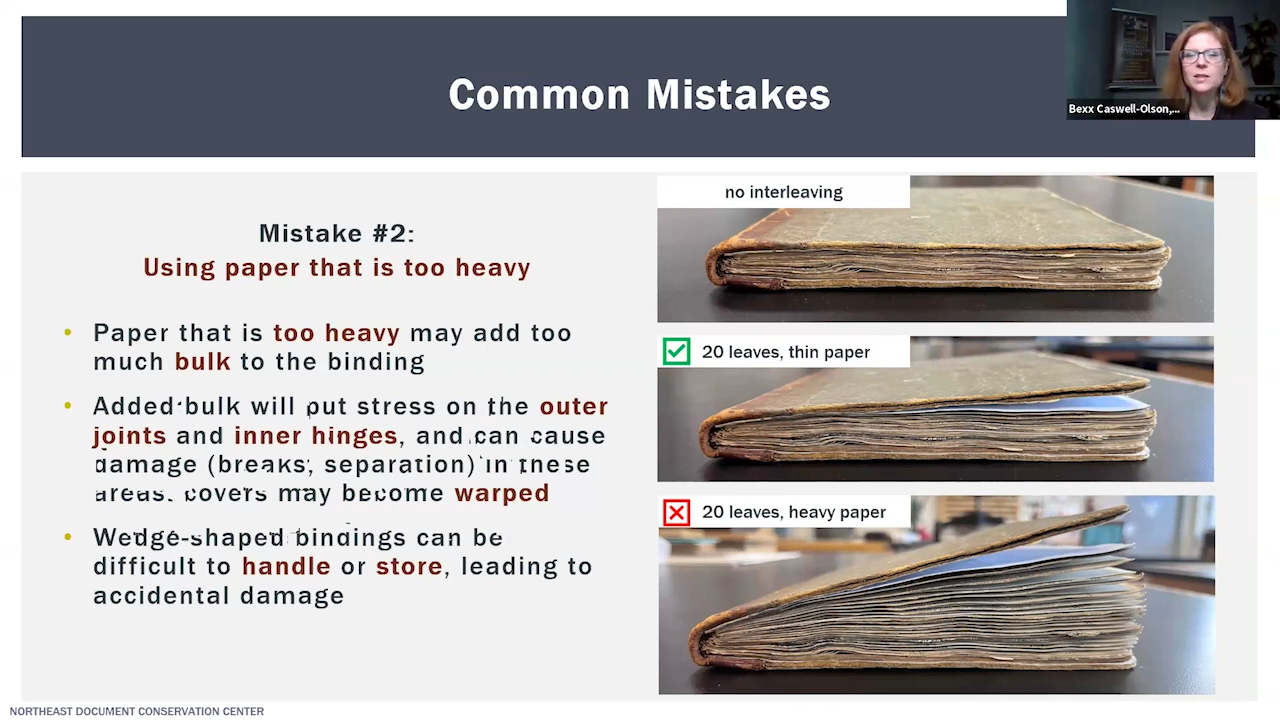 Common Mistakes
Bexx Caswell-Olson,...
Mistake #2:
Using paper that is too heavy
• Paper that is too heavy may add too
much bulk to the binding
• Added bulk will put stress on the outer
joints and inner hinges, and can cause
damage (breaks, separation) in these
areas. Covers may become warped
• Wedge-shaped bindings can be
difficult to handle or store, leading to
accidental damage
no interleaving
20 leaves, thin paper
20 leaves, heavy paper
NORTHEAST DOCUMENT CONSERVATION CENTER